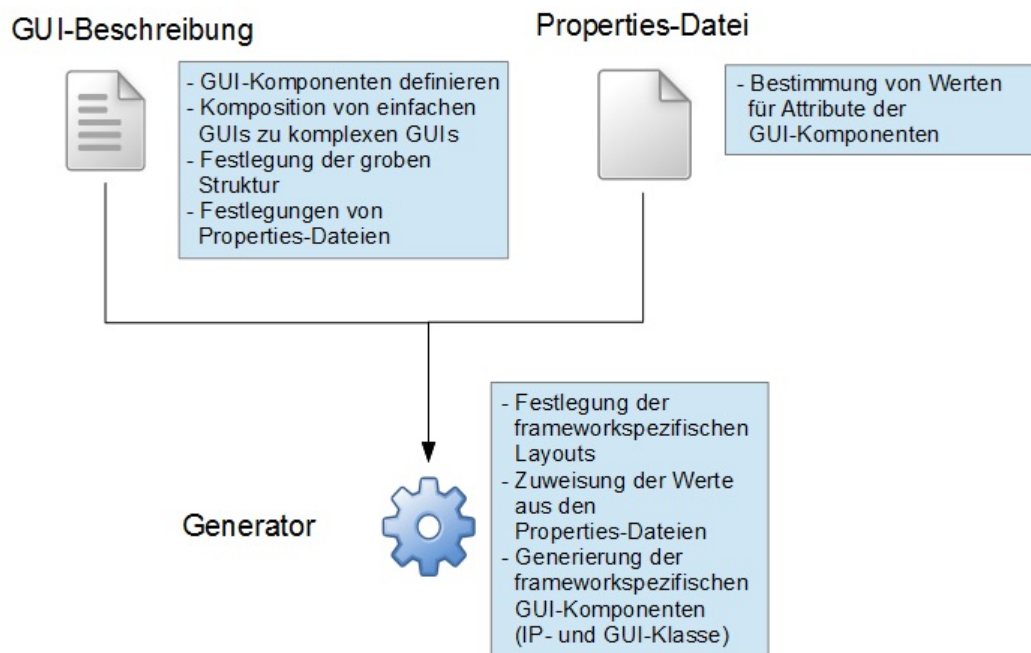 GUI-Beschreibung
- GUI-Komponenten definieren
- Komposition von einfachen
GUIs zu komplexen GUIs
- Festlegung der groben
Struktur
- Festlegungen von
Properties-Dateien
Properties-Datei
- Bestimmung von Werten
für Attribute der
GUI-Komponenten
Generator
- Festlegung der
frameworkspezifischen
Layouts
- Zuweisung der Werte
aus den
Properties-Dateien
- Generierung der
frameworkspezifischen
GUI-Komponenten
(IP- und GUI-Klasse)